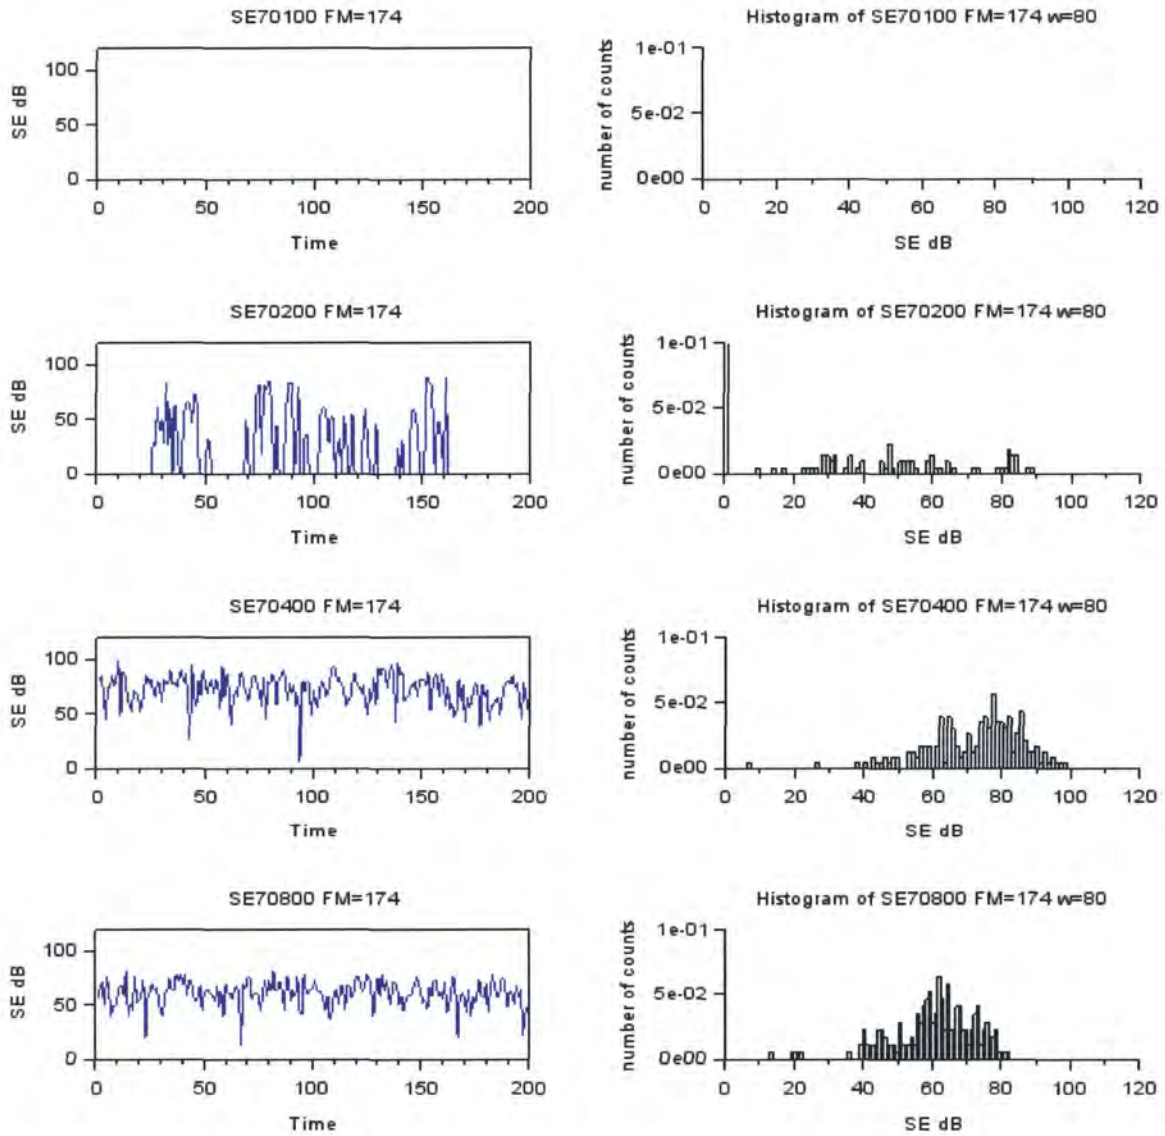 SE70100 FM=174
Histogram of SE70100 FM=174 w=80
SE dB
100
50
0
0 50 100 150 200
Time
number of counts
1e-01
5e-02
0e00
0 20 40 60 80 100 120
SE dB
SE70200 FM=174
Histogram of SE70200 FM=174 w=80
SE dB
100
50
0
0 50 100 150 200
Time
number of counts
1e-01
5e-02
0e00
0 20 40 60 80 100 120
SE dB
SE70400 FM=174
Histogram of SE70400 FM=174 w=80
SE dB
100
50
0
0 50 100 150 200
Time
number of counts
1e-01
5e-02
0e00
0 20 40 60 80 100 120
SE dB
SE70800 FM=174
Histogram of SE70800 FM=174 w=80
SE dB
100
50
0
0 50 100 150 200
Time
number of counts
1e-01
5e-02
0e00
0 20 40 60 80 100 120
SE dB